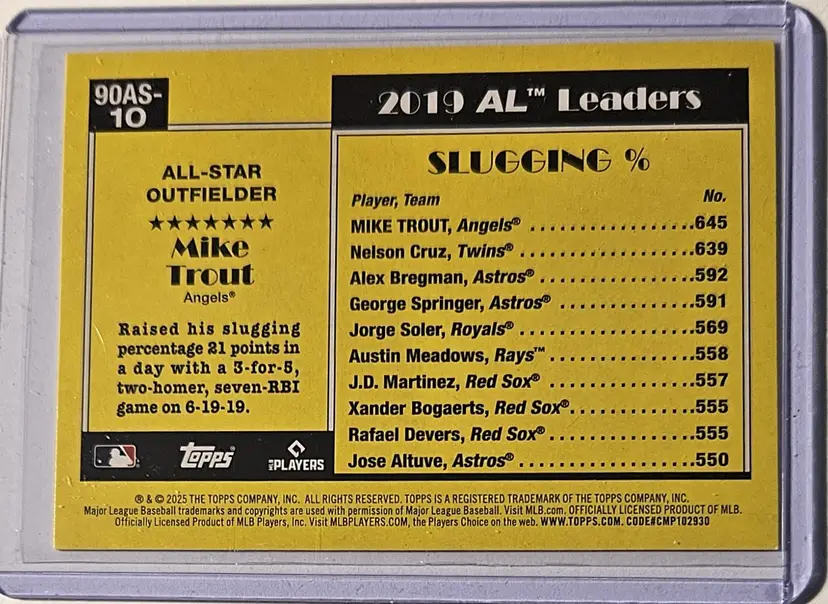 90AS-
10
ALL-STAR
OUTFIELDER
★★★★★★★
Mike
Trout
Angels®
Raised his slugging
percentage 21 points in
a day with a 3-for-5,
two-homer, seven-RBI
game on 6-19-19.
Topps®
MLB PLAYERS
2019 AL™ Leaders
SLUGGING %
Player, Team No.
MIKE TROUT, Angels® .................645
Nelson Cruz, Twins® ..................639
Alex Bregman, Astros® ................592
George Springer, Astros® ..............591
Jorge Soler, Royals® ..................569
Austin Meadows, Rays™ ...............558
J.D. Martinez, Red Sox® ................557
Xander Bogaerts, Red Sox®.............555
Rafael Devers, Red Sox® ...............555
Jose Altuve, Astros® ..................550
® & © 2025 THE TOPPS COMPANY, INC. ALL RIGHTS RESERVED. TOPPS IS A REGISTERED TRADEMARK OF THE TOPPS COMPANY, INC.
Major League Baseball trademarks and copyrights are used with permission of Major League Baseball. Visit MLB.com. OFFICIALLY LICENSED PRODUCT OF MLB.
Officially Licensed Product of MLB Players, Inc. Visit MLBPLAYERS.COM, the Players Choice on the web. WWW.TOPPS.COM. CODE#CMP102930